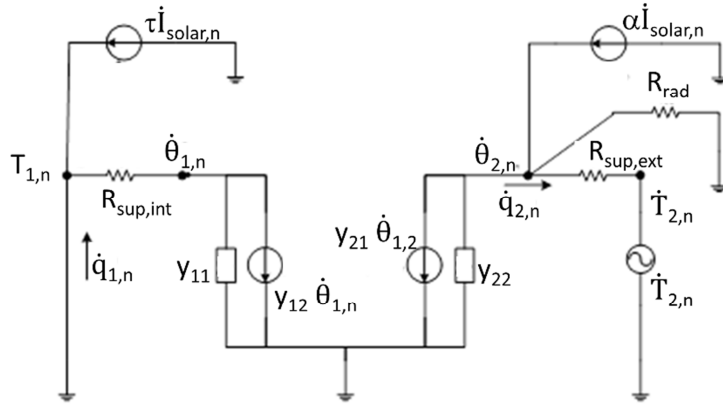 τİsolar,n
αİsolar,n
Rrad
T1,n
θ̇1,n
θ̇2,n
Rsup,ext
Rsup,int
q̇2,n
Ṫ2,n
q̇1,n
y11
y12 θ̇1,n
y21 θ̇1,2
y22
Ṫ2,n